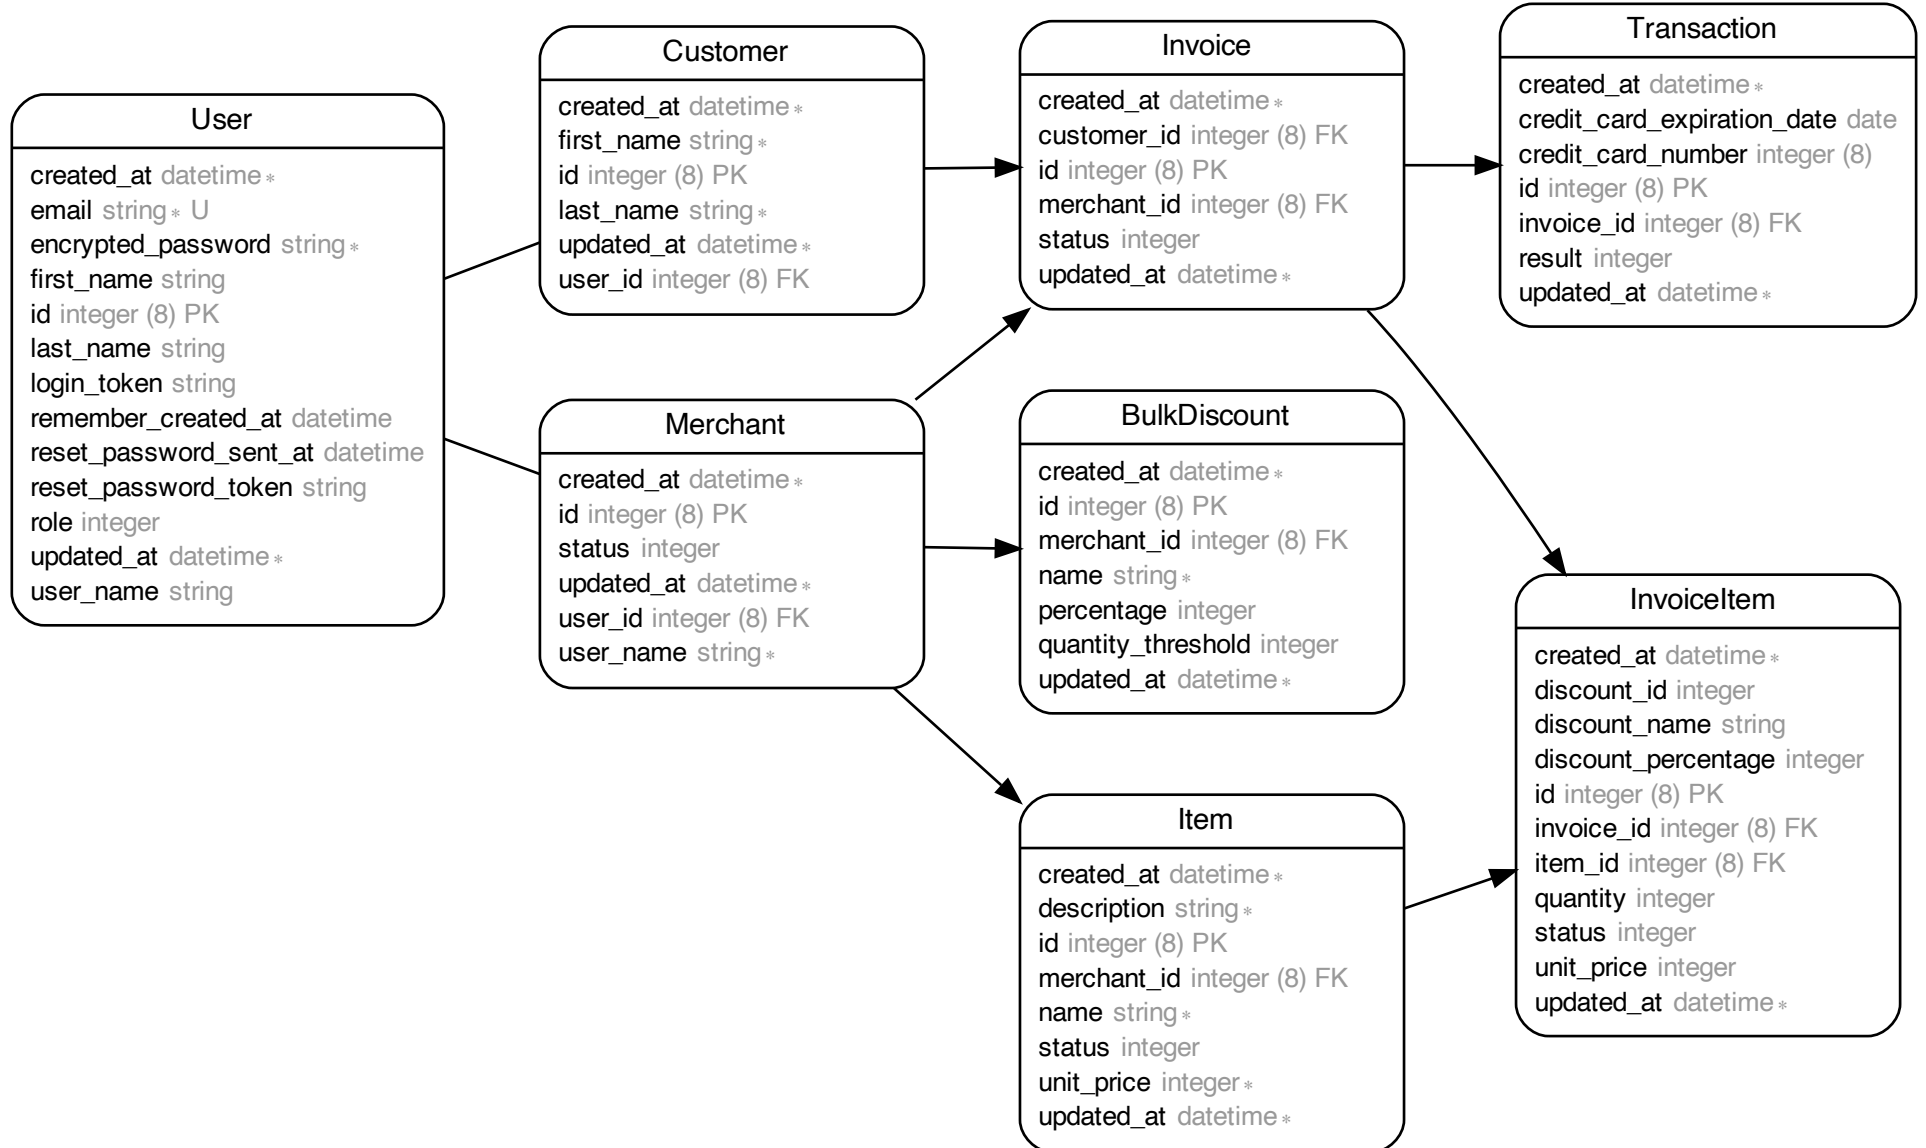 User
created_at datetime *
email string * U
encrypted_password string *
first_name string
id integer (8) PK
last_name string
login_token string
remember_created_at datetime
reset_password_sent_at datetime
reset_password_token string
role integer
updated_at datetime *
user_name string
Customer
created_at datetime *
first_name string *
id integer (8) PK
last_name string *
updated_at datetime *
user_id integer (8) FK
Merchant
created_at datetime *
id integer (8) PK
status integer
updated_at datetime *
user_id integer (8) FK
user_name string *
Invoice
created_at datetime *
customer_id integer (8) FK
id integer (8) PK
merchant_id integer (8) FK
status integer
updated_at datetime *
BulkDiscount
created_at datetime *
id integer (8) PK
merchant_id integer (8) FK
name string *
percentage integer
quantity_threshold integer
updated_at datetime *
Item
created_at datetime *
description string *
id integer (8) PK
merchant_id integer (8) FK
name string *
status integer
unit_price integer *
updated_at datetime *
Transaction
created_at datetime *
credit_card_expiration_date date
credit_card_number integer (8)
id integer (8) PK
invoice_id integer (8) FK
result integer
updated_at datetime *
InvoiceItem
created_at datetime *
discount_id integer
discount_name string
discount_percentage integer
id integer (8) PK
invoice_id integer (8) FK
item_id integer (8) FK
quantity integer
status integer
unit_price integer
updated_at datetime *